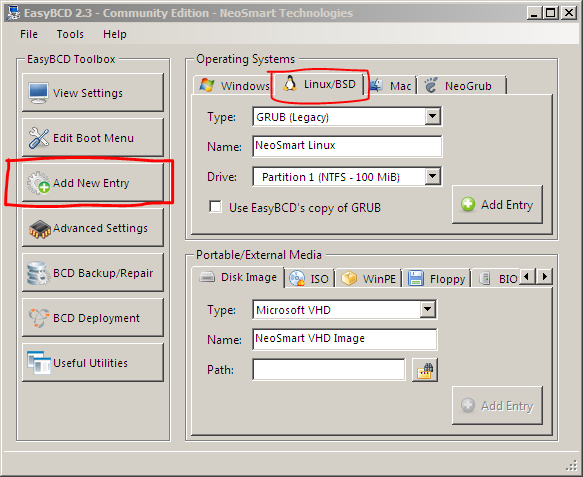 EasyBCD 2.3 - Community Edition - NeoSmart Technologies
File Tools Help
EasyBCD Toolbox
View Settings
Edit Boot Menu
Add New Entry
Advanced Settings
BCD Backup/Repair
BCD Deployment
Useful Utilities
Operating Systems
Windows Linux/BSD Mac NeoGrub
Type: GRUB (Legacy)
Name: NeoSmart Linux
Drive: Partition 1 (NTFS - 100 MiB)
Use EasyBCD's copy of GRUB
Add Entry
Portable/External Media
Disk Image ISO WinPE Floppy BIO
Type: Microsoft VHD
Name: NeoSmart VHD Image
Path:
Add Entry